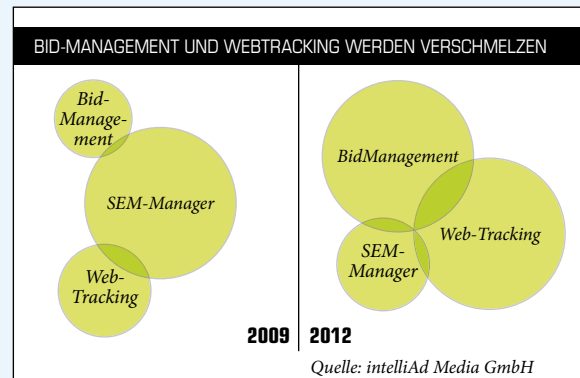 BID-MANAGEMENT UND WEBTRACKING WERDEN VERSCHMELZEN
Bid-
Manage-
ment
SEM-Manager
Web-
Tracking
2009
BidManagement
Web-Tracking
SEM-
Manager
2012
Quelle: intelliAd Media GmbH